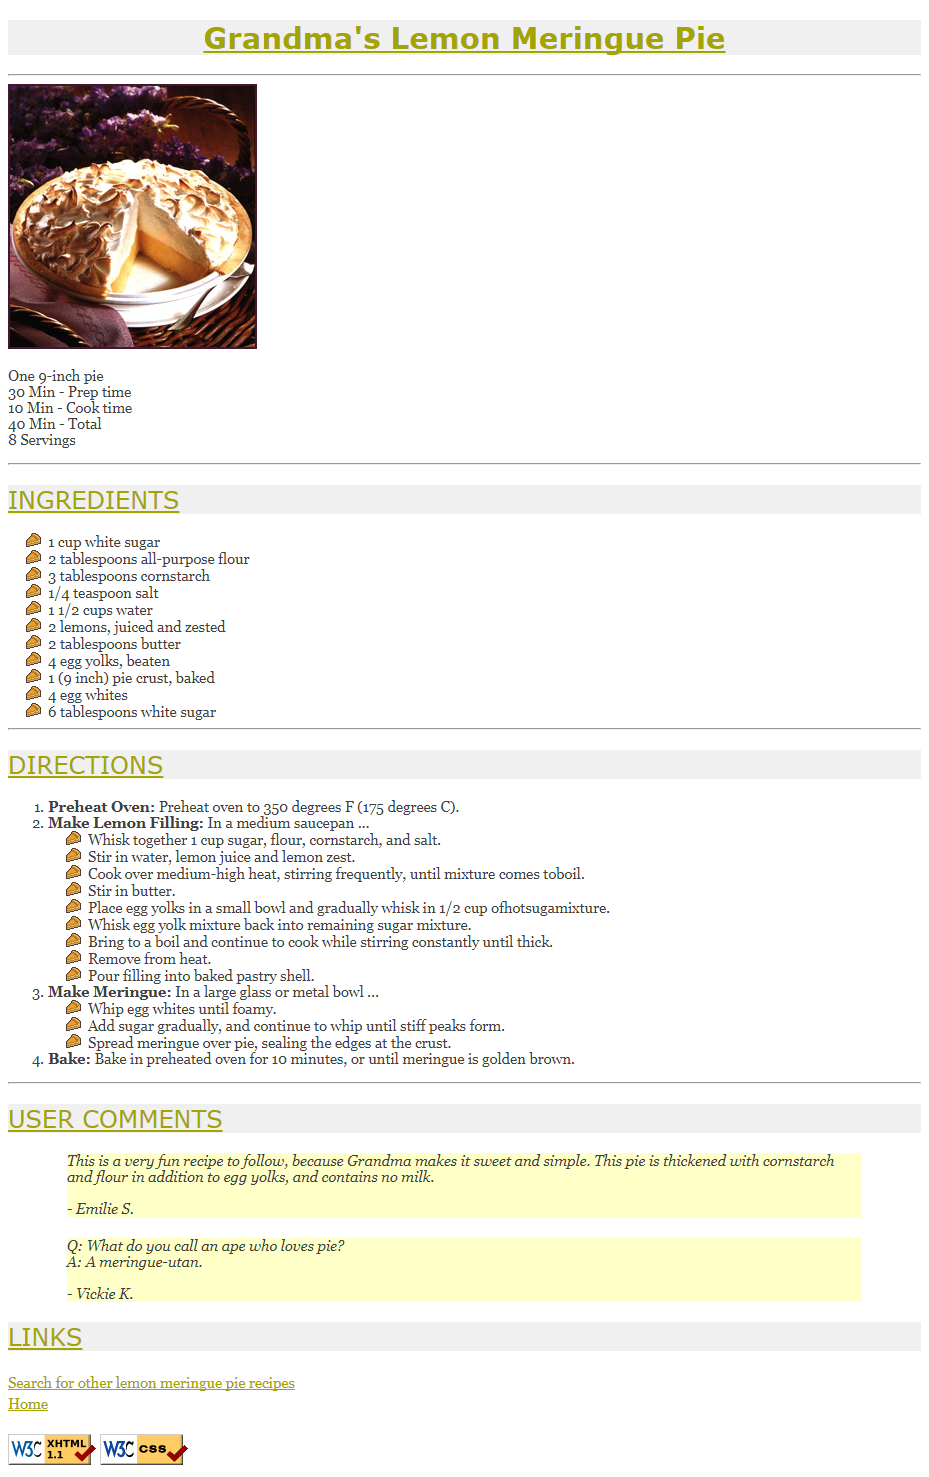 Grandma's Lemon Meringue Pie
One 9-inch pie
30 Min - Prep time
10 Min - Cook time
40 Min - Total
8 Servings
INGREDIENTS
1 cup white sugar
2 tablespoons all-purpose flour
3 tablespoons cornstarch
1/4 teaspoon salt
1 1/2 cups water
2 lemons, juiced and zested
2 tablespoons butter
4 egg yolks, beaten
1 (9 inch) pie crust, baked
4 egg whites
6 tablespoons white sugar
DIRECTIONS
1. Preheat Oven: Preheat oven to 350 degrees F (175 degrees C).
2. Make Lemon Filling: In a medium saucepan ...
Whisk together 1 cup sugar, flour, cornstarch, and salt.
Stir in water, lemon juice and lemon zest.
Cook over medium-high heat, stirring frequently, until mixture comes toboil.
Stir in butter.
Place egg yolks in a small bowl and gradually whisk in 1/2 cup ofhotsugamixture.
Whisk egg yolk mixture back into remaining sugar mixture.
Bring to a boil and continue to cook while stirring constantly until thick.
Remove from heat.
Pour filling into baked pastry shell.
3. Make Meringue: In a large glass or metal bowl ...
Whip egg whites until foamy.
Add sugar gradually, and continue to whip until stiff peaks form.
Spread meringue over pie, sealing the edges at the crust.
4. Bake: Bake in preheated oven for 10 minutes, or until meringue is golden brown.
USER COMMENTS
This is a very fun recipe to follow, because Grandma makes it sweet and simple. This pie is thickened with cornstarch
and flour in addition to egg yolks, and contains no milk.
- Emilie S.
Q: What do you call an ape who loves pie?
A: A meringue-utan.
- Vickie K.
LINKS
Search for other lemon meringue pie recipes
Home
W3C XHTML 1.1 W3C CSS